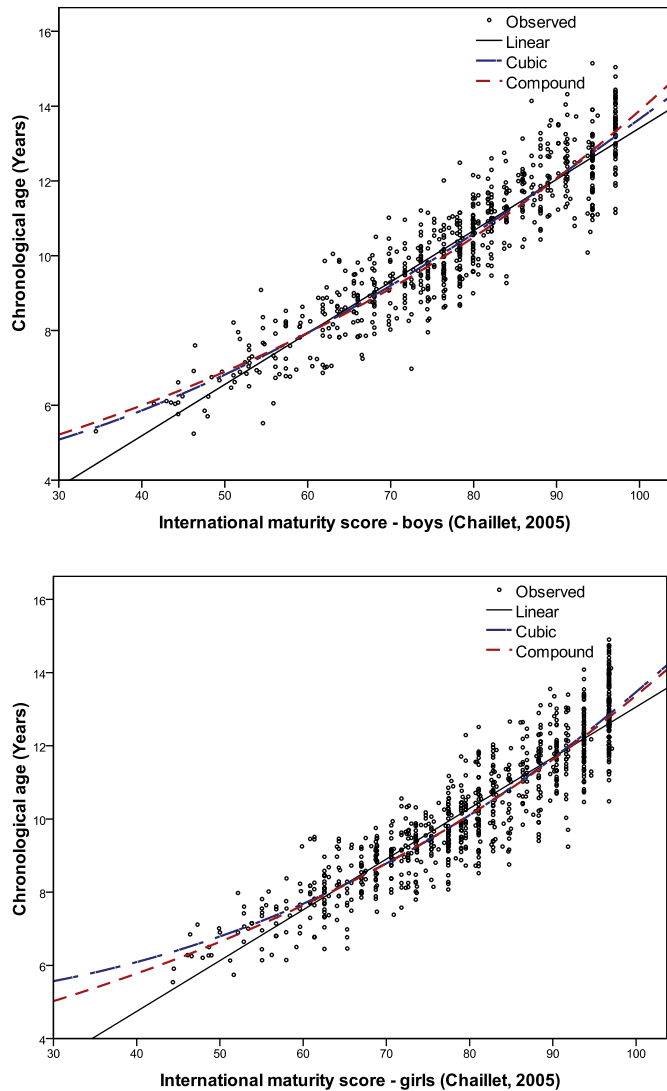 Observed
Linear
Cubic
Compound
16
14
12
10
8
6
4
Chronological age (Years)
30 40 50 60 70 80 90 100
International maturity score - boys (Chaillet, 2005)
Observed
Linear
Cubic
Compound
16
14
12
10
8
6
4
Chronological age (Years)
30 40 50 60 70 80 90 100
International maturity score - girls (Chaillet, 2005)